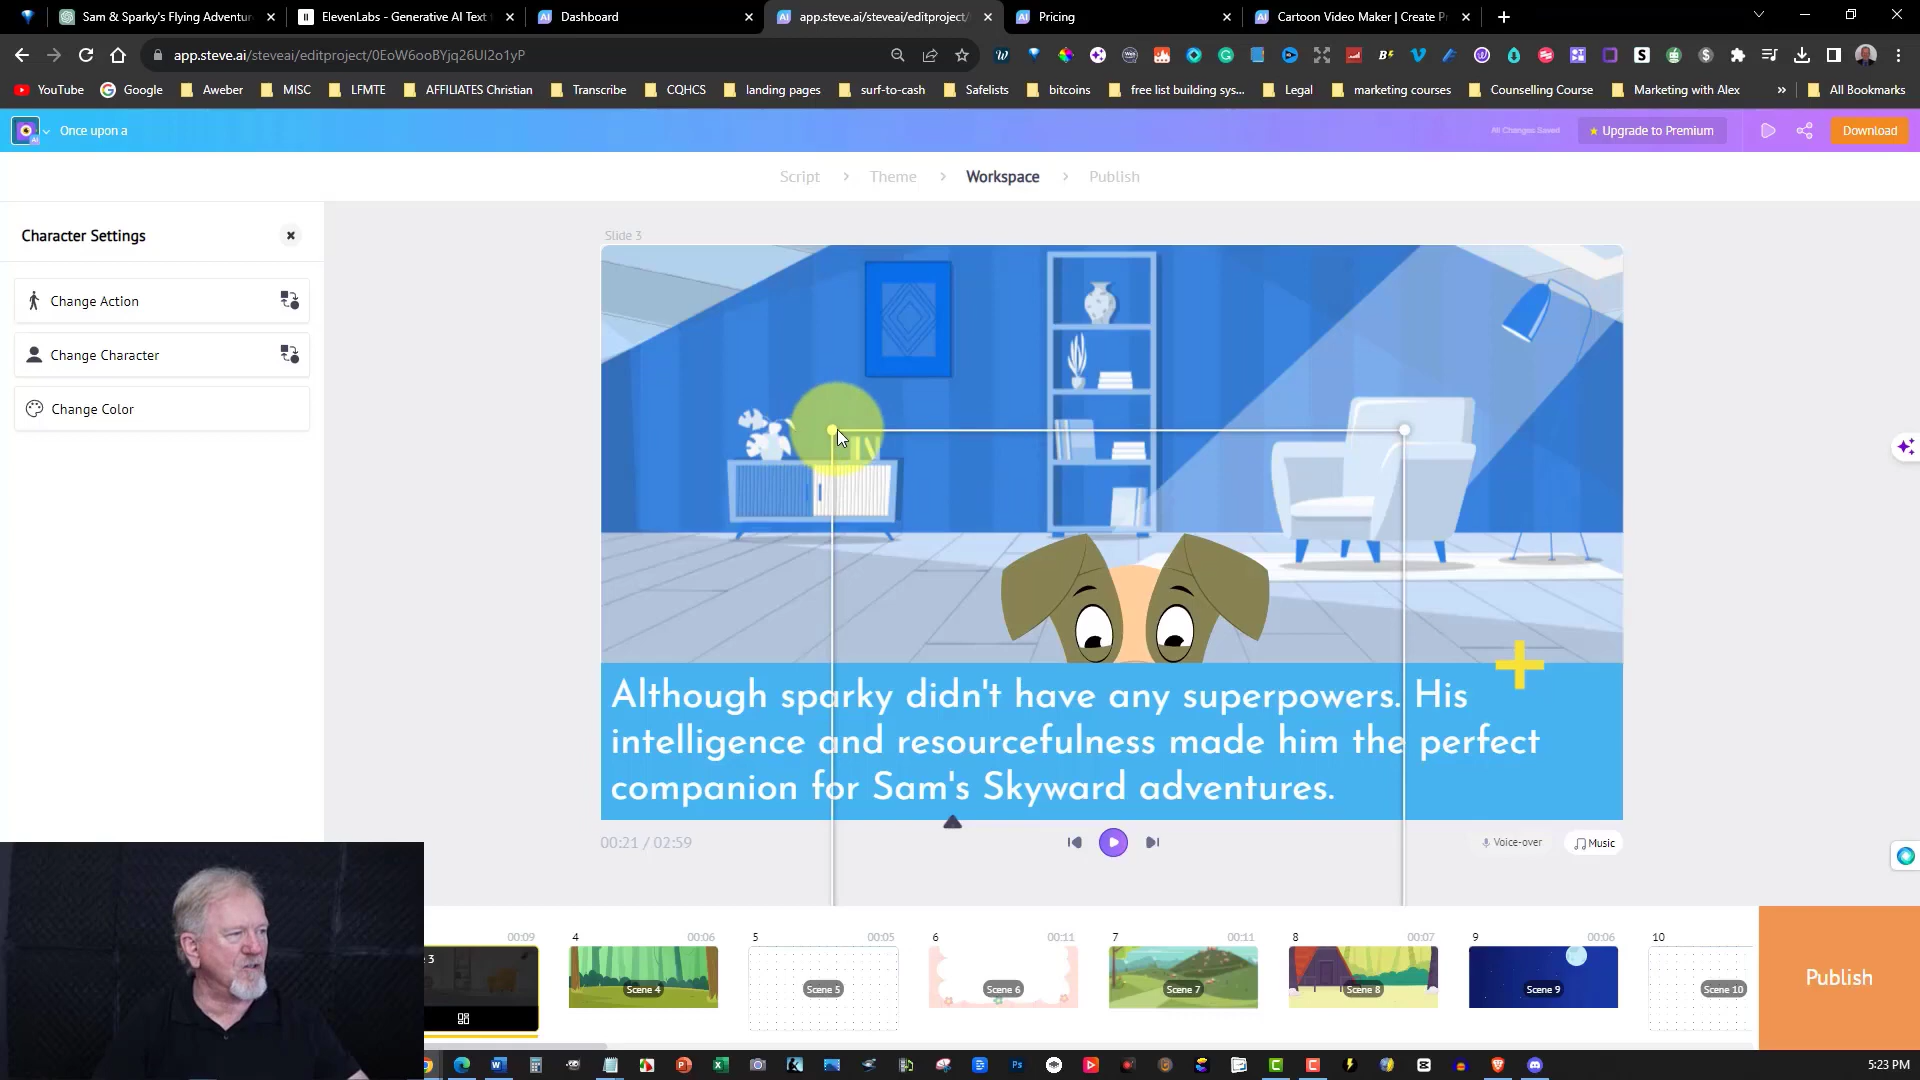 Sam & Sparky's Flying Adventur
ElevenLabs - Generative AI Text
Dashboard
app.steve.ai/steveai/editproject/
Pricing
Cartoon Video Maker | Create P
app.steve.ai/steveai/editproject/0EoW6ooBYjq26UI2o1yP
YouTube
Google
Aweber
MISC
LFMTE
AFFILIATES Christian
Transcribe
CQHCS
landing pages
surf-to-cash
Safelists
bitcoins
free list building sys...
Legal
marketing courses
Counselling Course
Marketing with Alex
All Bookmarks
Once upon a
All Changes Saved
Upgrade to Premium
Download
Script
Theme
Workspace
Publish
Character Settings
Slide 3
Change Action
Change Character
Change Color
Although sparky didn't have any superpowers. His
intelligence and resourcefulness made him the perfect
companion for Sam's Skyward adventures.
00:21 / 02:59
Voice-over
Music
00:09
4 00:06
5 00:05
6 00:11
7 00:11
8 00:07
9 00:06
10
3
Scene 4
Scene 5
Scene 6
Scene 7
Scene 8
Scene 9
Scene 10
Publish
5:23 PM